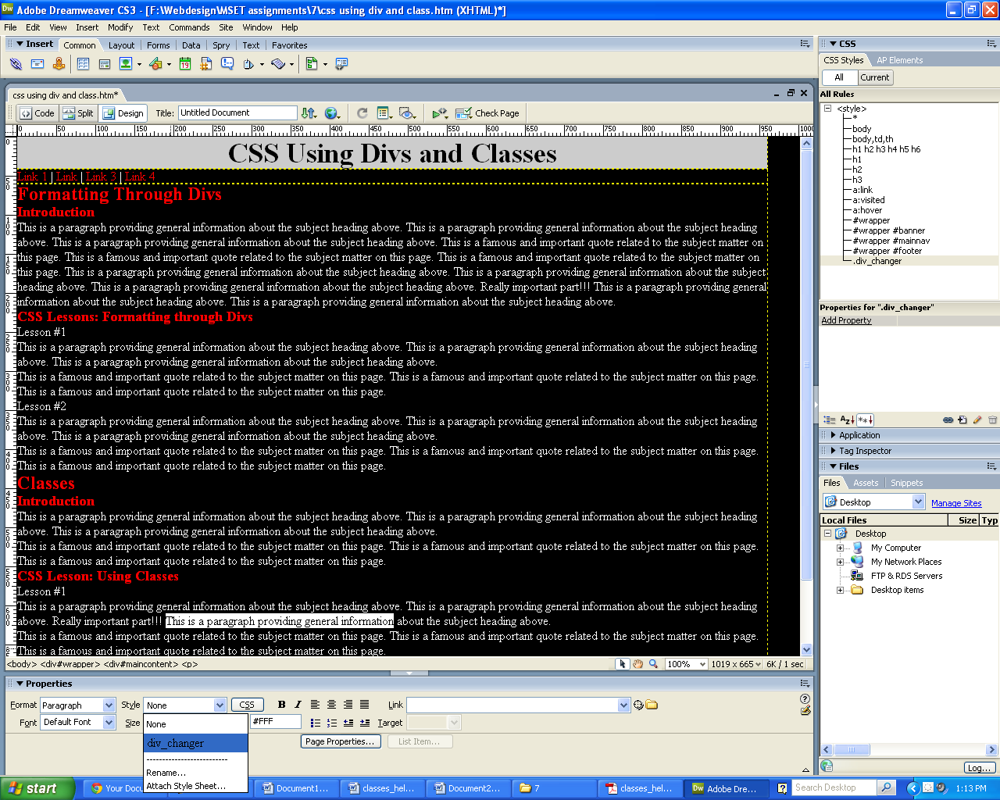 Adobe Dreamweaver CS3 - [F:\Webdesign\MSET assignments\7\css using div and class.htm (XHTML)*]
File Edit View Insert Modify Text Commands Site Window Help
Insert Common Layout Forms Data Spry Text Favorites
css using div and class.htm*
Code Split Design Title: Untitled Document Check Page
0 50 100 150 200 250 300 350 400 450 500 550 600 650 700 750 800 850 900 950 1000
CSS Using Divs and Classes
Link 1 | Link | Link 3 | Link 4
Formatting Through Divs
Introduction
This is a paragraph providing general information about the subject heading above. This is a paragraph providing general information about the subject heading
above. This is a paragraph providing general information about the subject heading above. This is a famous and important quote related to the subject matter on
this page. This is a famous and important quote related to the subject matter on this page. This is a famous and important quote related to the subject matter on
this page. This is a paragraph providing general information about the subject heading above. This is a paragraph providing general information about the subject
heading above. This is a paragraph providing general information about the subject heading above. Really important part!!! This is a paragraph providing general
information about the subject heading above. This is a paragraph providing general information about the subject heading above.
CSS Lessons: Formatting through Divs
Lesson #1
This is a paragraph providing general information about the subject heading above. This is a paragraph providing general information about the subject heading
above. This is a paragraph providing general information about the subject heading above.
This is a famous and important quote related to the subject matter on this page. This is a famous and important quote related to the subject matter on this page.
This is a famous and important quote related to the subject matter on this page.
Lesson #2
This is a paragraph providing general information about the subject heading above. This is a paragraph providing general information about the subject heading
above. This is a paragraph providing general information about the subject heading above.
This is a famous and important quote related to the subject matter on this page. This is a famous and important quote related to the subject matter on this page.
This is a famous and important quote related to the subject matter on this page.
Classes
Introduction
This is a paragraph providing general information about the subject heading above. This is a paragraph providing general information about the subject heading
above. This is a paragraph providing general information about the subject heading above.
This is a famous and important quote related to the subject matter on this page. This is a famous and important quote related to the subject matter on this page.
This is a famous and important quote related to the subject matter on this page.
CSS Lesson: Using Classes
Lesson #1
This is a paragraph providing general information about the subject heading above. This is a paragraph providing general information about the subject heading
above. Really important part!!! This is a paragraph providing general information about the subject heading above.
This is a famous and important quote related to the subject matter on this page. This is a famous and important quote related to the subject matter on this page.
This is a famous and important quote related to the subject matter on this page.
<body> <div#wrapper> <div#maincontent> <p> 100% 1019 x 665 6K / 1 sec
Properties
Format Paragraph Style None CSS B I Link
Font Default Font Size #FFF Target
None
div_changer
Page Properties... List Item...
Rename...
Attach Style Sheet...
CSS
CSS Styles AP Elements
All Current
All Rules
<style>
*
body
body,td,th
h1 h2 h3 h4 h5 h6
h1
h2
h3
a:link
a:visited
a:hover
#wrapper
#wrapper #banner
#wrapper #mainnav
#wrapper #footer
.div_changer
Properties for ".div_changer"
Add Property
Application
Tag Inspector
Files
Files Assets Snippets
Desktop Manage Sites
Local Files Size Typ
Desktop
My Computer
My Network Places
FTP & RDS Servers
Desktop items
Log...
start Your Docu Document1... classes_hel... Document2... 7 classes_hel... Adobe Dre... Search Desktop 1:13 PM